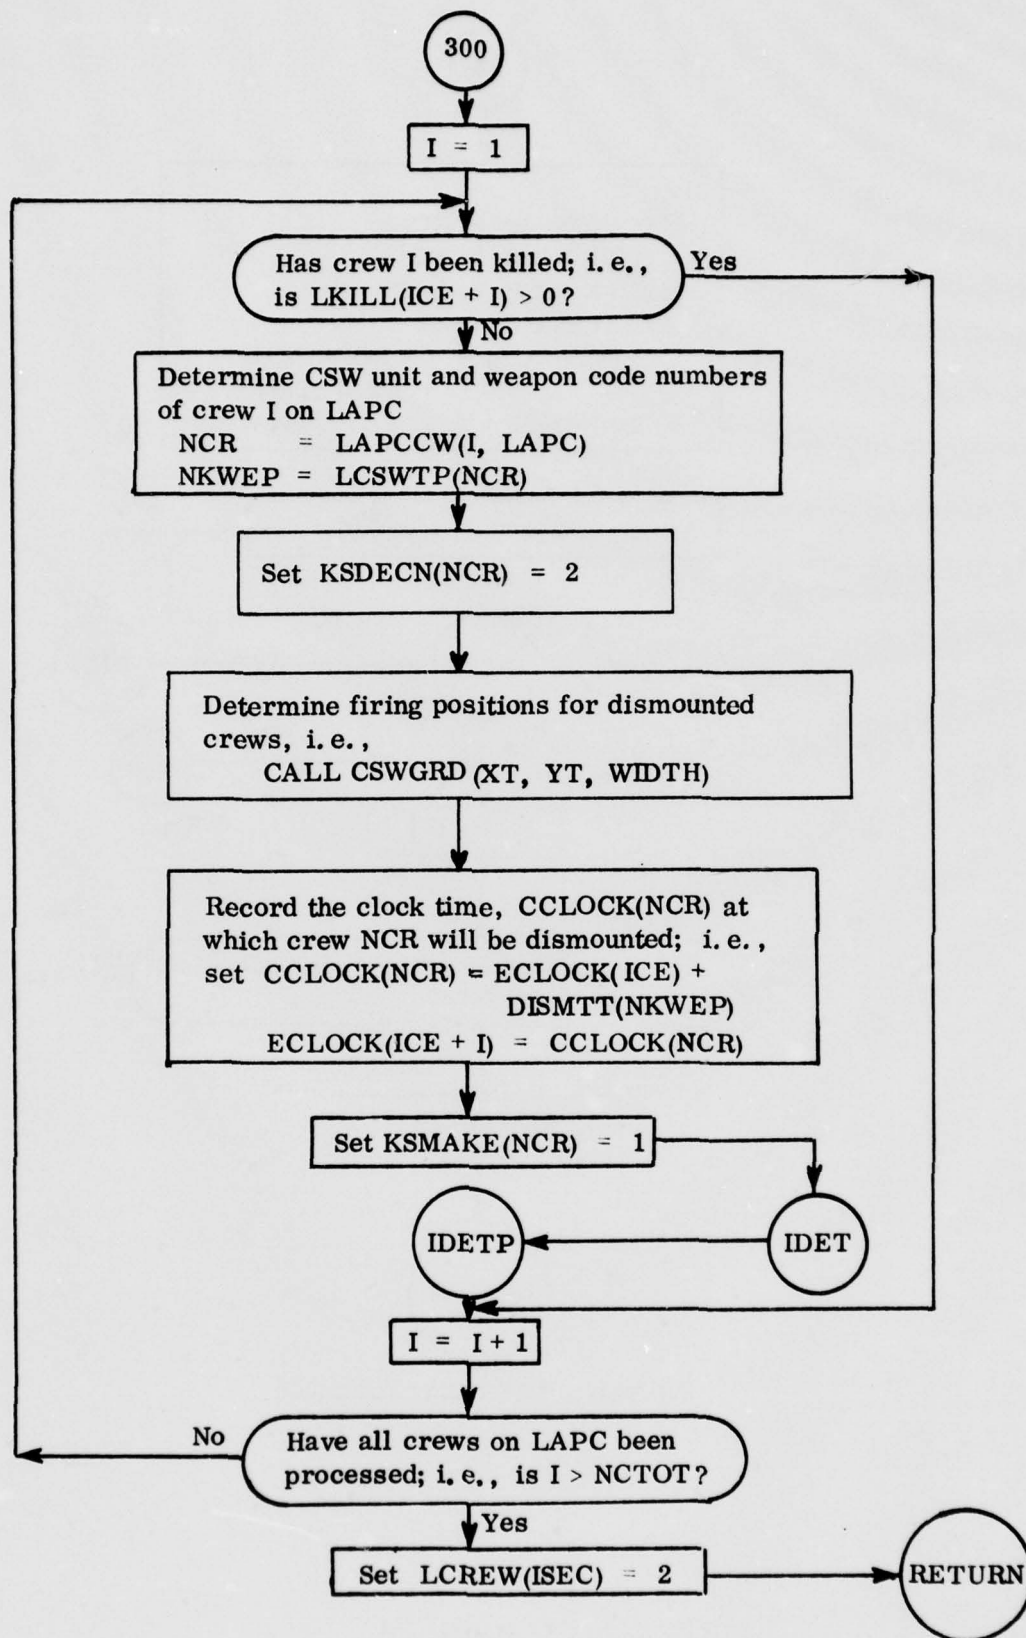 300
I = 1
Has crew I been killed; i.e.,
is LKILL(ICE + I) > 0?
Yes
No
Determine CSW unit and weapon code numbers
of crew I on LAPC
NCR = LAPCCW(I, LAPC)
NKWEP = LCSWTP(NCR)
Set KSDECN(NCR) = 2
Determine firing positions for dismounted
crews, i.e.,
CALL CSWGRD(XT, YT, WIDTH)
Record the clock time, CCLOCK(NCR) at
which crew NCR will be dismounted; i.e.,
set CCLOCK(NCR) = ECLOCK(ICE) +
DISMTT(NKWEP)
ECLOCK(ICE + I) = CCLOCK(NCR)
Set KSMAKE(NCR) = 1
IDETP
IDET
I = I + 1
No
Have all crews on LAPC been
processed; i.e., is I > NCTOT?
Yes
Set LCREW(ISEC) = 2
RETURN